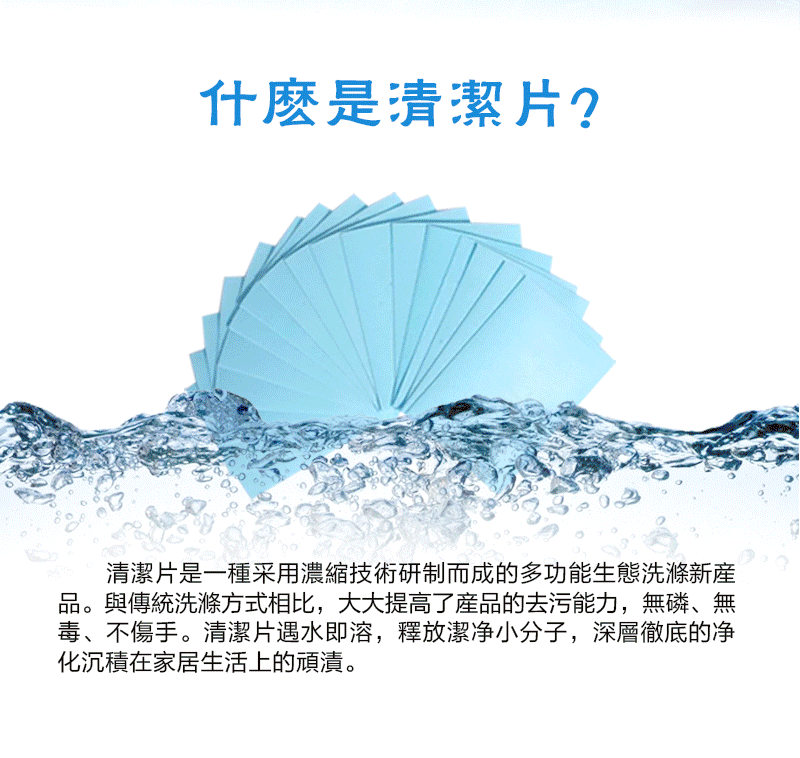 什麽是清潔片?
清潔片是一種采用濃縮技術研制而成的多功能生態洗滌新産
品。與傳統洗滌方式相比，大大提高了産品的去污能力，無磷、無
毒、不傷手。清潔片遇水即溶，釋放潔净小分子，深層徹底的净
化沉積在家居生活上的頑漬。